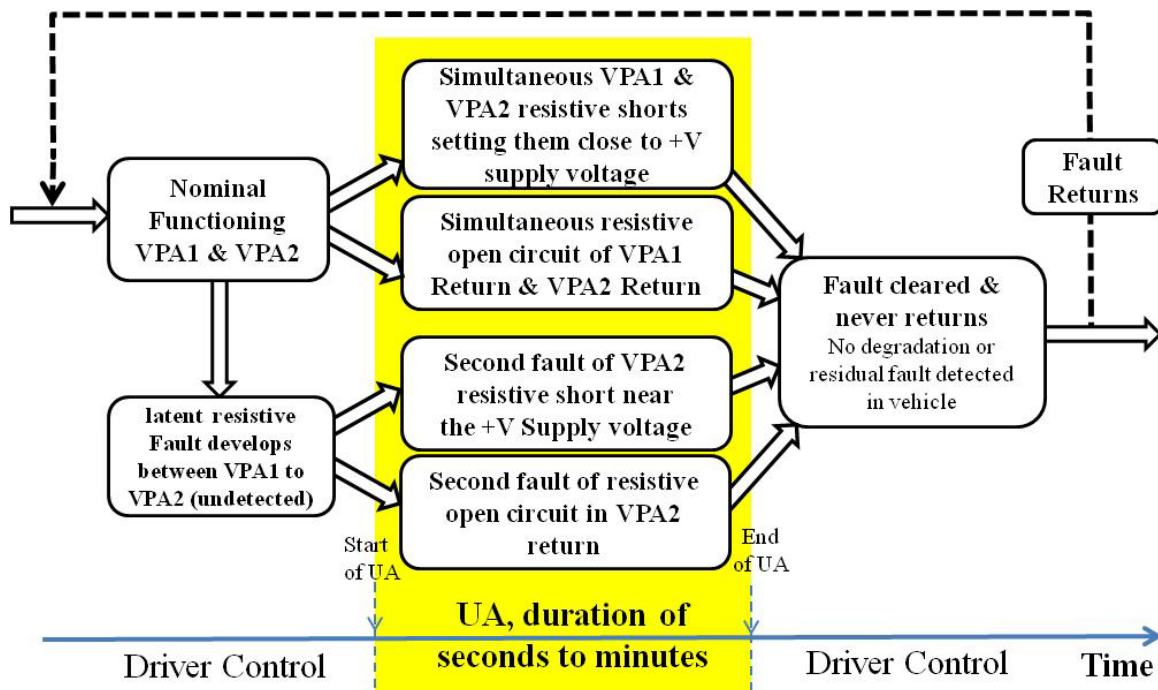 Simultaneous VPA1 &
VPA2 resistive shorts
setting them close to +V
supply voltage
Fault
Returns
Nominal
Functioning
VPA1 & VPA2
Simultaneous resistive
open circuit of VPA1
Return & VPA2 Return
Fault cleared &
never returns
No degradation or
residual fault detected
in vehicle
Second fault of VPA2
resistive short near
the +V Supply voltage
latent resistive
Fault develops
between VPA1 to
VPA2 (undetected)
Second fault of resistive
open circuit in VPA2
return
Start
of UA
End
of UA
UA, duration of
seconds to minutes
Driver Control
Driver Control
Time